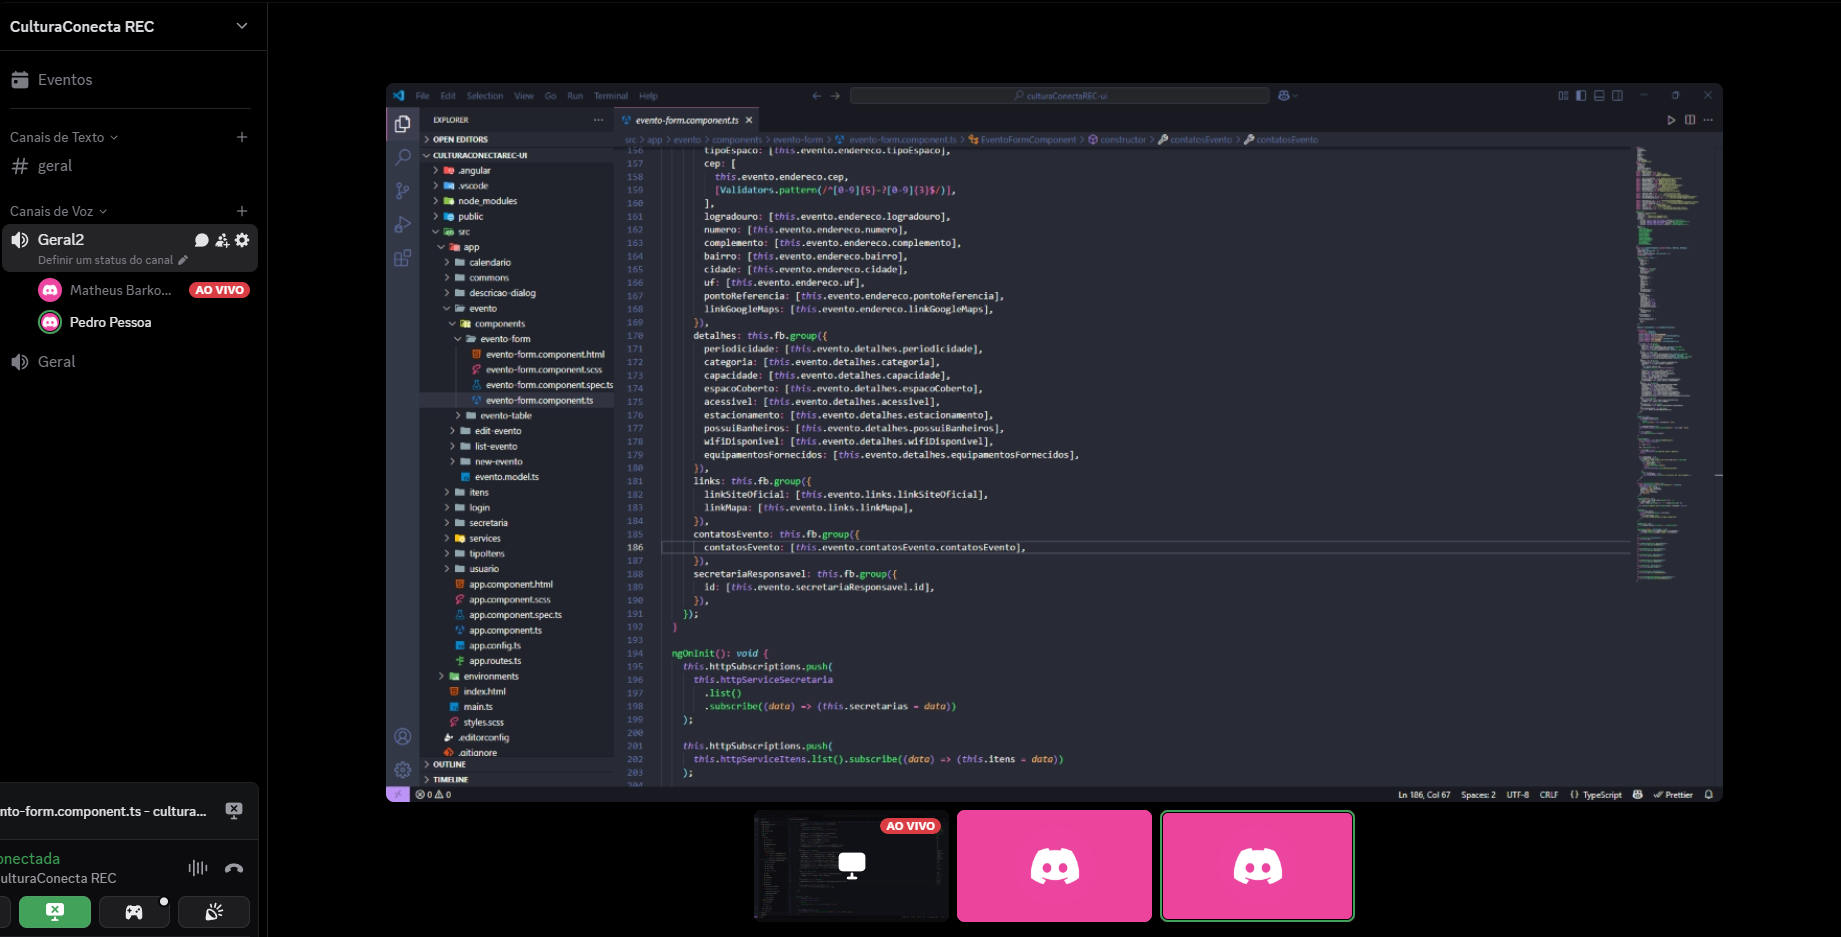 CulturaConecta REC
Eventos
Canais de Texto
geral
Canais de Voz
Geral2
Definir um status do canal
Matheus Barko... AO VIVO
Pedro Pessoa
Geral
nto-form.component.ts - cultura...
onectada
ulturaConecta REC
File Edit Selection View Go Run Terminal Help
culturaConectaREC-ui
EXPLORER
OPEN EDITORS
CULTURACONECTAREC-UI
.angular
.vscode
node_modules
public
src
app
calendario
commons
descricao-dialog
evento
components
evento-form
evento-form.component.html
evento-form.component.scss
evento-form.component.spec.ts
evento-form.component.ts
evento-table
edit-evento
list-evento
new-evento
evento.model.ts
itens
login
secretaria
services
tipoItens
usuario
app.component.html
app.component.scss
app.component.spec.ts
app.component.ts
app.config.ts
app.routes.ts
environments
index.html
main.ts
styles.scss
.editorconfig
.gitignore
OUTLINE
TIMELINE
evento-form.component.ts
src > app > evento > components > evento-form > evento-form.component.ts > EventoFormComponent > constructor > contatosEvento > contatosEvento
156 tipoEspaco: [this.evento.endereco.tipoEspaco],
157 cep: [
158 this.evento.endereco.cep,
159 [Validators.pattern(/^[0-9]{5}-?[0-9]{3}$/)],
160 ],
161 logradouro: [this.evento.endereco.logradouro],
162 numero: [this.evento.endereco.numero],
163 complemento: [this.evento.endereco.complemento],
164 bairro: [this.evento.endereco.bairro],
165 cidade: [this.evento.endereco.cidade],
166 uf: [this.evento.endereco.uf],
167 pontoReferencia: [this.evento.endereco.pontoReferencia],
168 linkGoogleMaps: [this.evento.endereco.linkGoogleMaps],
169 }),
170 detalhes: this.fb.group({
171 periodicidade: [this.evento.detalhes.periodicidade],
172 categoria: [this.evento.detalhes.categoria],
173 capacidade: [this.evento.detalhes.capacidade],
174 espacoCoberto: [this.evento.detalhes.espacoCoberto],
175 acessivel: [this.evento.detalhes.acessivel],
176 estacionamento: [this.evento.detalhes.estacionamento],
177 possuiBanheiros: [this.evento.detalhes.possuiBanheiros],
178 wifiDisponivel: [this.evento.detalhes.wifiDisponivel],
179 equipamentosFornecidos: [this.evento.detalhes.equipamentosFornecidos],
180 }),
181 links: this.fb.group({
182 linkSiteOficial: [this.evento.links.linkSiteOficial],
183 linkMapa: [this.evento.links.linkMapa],
184 }),
185 contatosEvento: this.fb.group({
186 contatosEvento: [this.evento.contatosEvento.contatosEvento],
187 }),
188 secretariaResponsavel: this.fb.group({
189 id: [this.evento.secretariaResponsavel.id],
190 }),
191 });
192 }
193
194 ngOnInit(): void {
195 this.httpSubscriptions.push(
196 this.httpServiceSecretaria
197 .list()
198 .subscribe((data) => (this.secretarias = data))
199 );
200
201 this.httpSubscriptions.push(
202 this.httpServiceItens.list().subscribe((data) => (this.itens = data))
203 );
204
0 0
Ln 186, Col 67 Spaces: 2 UTF-8 CRLF {} TypeScript Prettier
AO VIVO